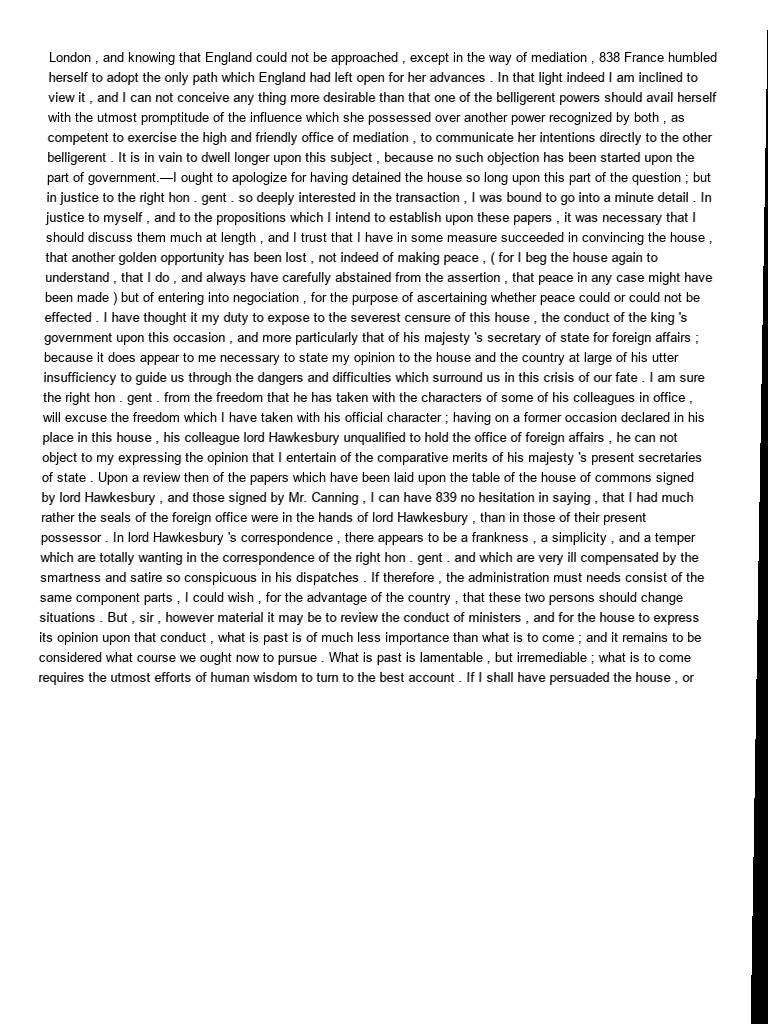 London , and knowing that England could not be approached , except in the way of mediation , 838 France humbled
herself to adopt the only path which England had left open for her advances . In that light indeed I am inclined to
view it , and I can not conceive any thing more desirable than that one of the belligerent powers should avail herself
with the utmost promptitude of the influence which she possessed over another power recognized by both , as
competent to exercise the high and friendly office of mediation , to communicate her intentions directly to the other
belligerent . It is in vain to dwell longer upon this subject , because no such objection has been started upon the
part of government.—I ought to apologize for having detained the house so long upon this part of the question ; but
in justice to the right hon . gent . so deeply interested in the transaction , I was bound to go into a minute detail . In
justice to myself , and to the propositions which I intend to establish upon these papers , it was necessary that I
should discuss them much at length , and I trust that I have in some measure succeeded in convincing the house ,
that another golden opportunity has been lost , not indeed of making peace , ( for I beg the house again to
understand , that I do , and always have carefully abstained from the assertion , that peace in any case might have
been made ) but of entering into negociation , for the purpose of ascertaining whether peace could or could not be
effected . I have thought it my duty to expose to the severest censure of this house , the conduct of the king 's
government upon this occasion , and more particularly that of his majesty 's secretary of state for foreign affairs ;
because it does appear to me necessary to state my opinion to the house and the country at large of his utter
insufficiency to guide us through the dangers and difficulties which surround us in this crisis of our fate . I am sure
the right hon . gent . from the freedom that he has taken with the characters of some of his colleagues in office ,
will excuse the freedom which I have taken with his official character ; having on a former occasion declared in his
place in this house , his colleague lord Hawkesbury unqualified to hold the office of foreign affairs , he can not
object to my expressing the opinion that I entertain of the comparative merits of his majesty 's present secretaries
of state . Upon a review then of the papers which have been laid upon the table of the house of commons signed
by lord Hawkesbury , and those signed by Mr. Canning , I can have 839 no hesitation in saying , that I had much
rather the seals of the foreign office were in the hands of lord Hawkesbury , than in those of their present
possessor . In lord Hawkesbury 's correspondence , there appears to be a frankness , a simplicity , and a temper
which are totally wanting in the correspondence of the right hon . gent . and which are very ill compensated by the
smartness and satire so conspicuous in his dispatches . If therefore , the administration must needs consist of the
same component parts , I could wish , for the advantage of the country , that these two persons should change
situations . But , sir , however material it may be to review the conduct of ministers , and for the house to express
its opinion upon that conduct , what is past is of much less importance than what is to come ; and it remains to be
considered what course we ought now to pursue . What is past is lamentable , but irremediable ; what is to come
requires the utmost efforts of human wisdom to turn to the best account . If I shall have persuaded the house , or